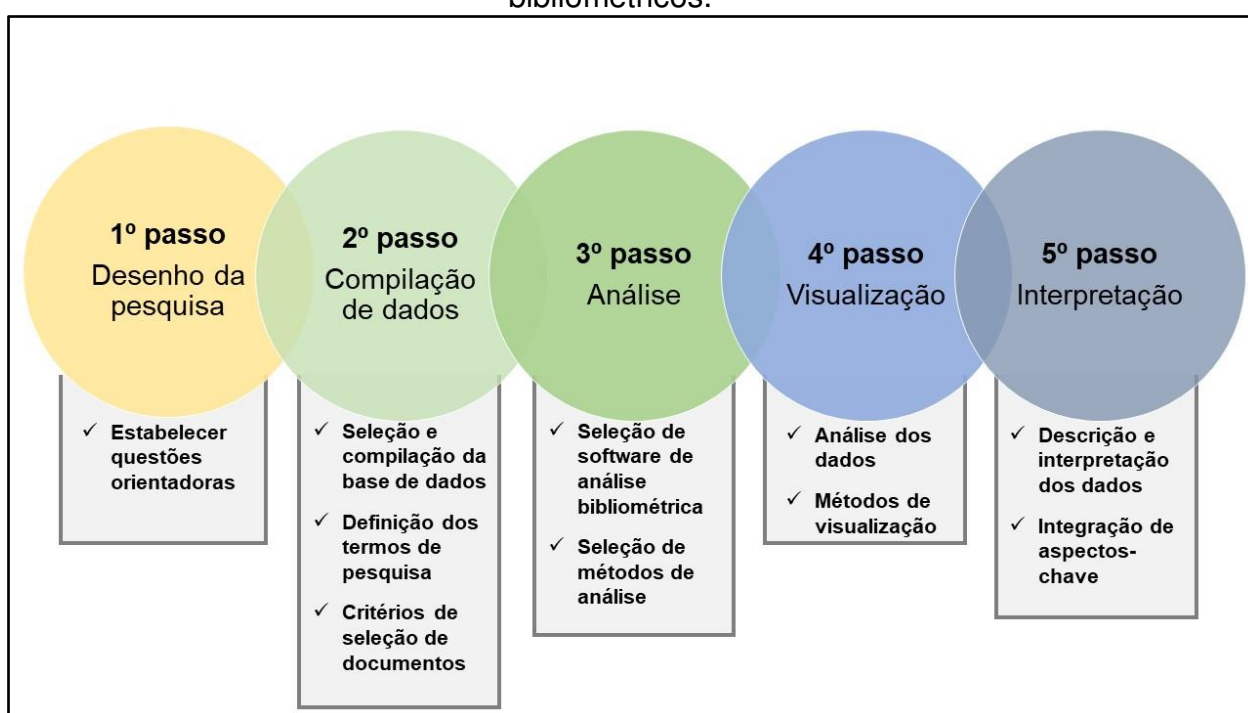 bibliométricos.
1º passo
Desenho da
pesquisa
2º passo
Compilação
de dados
3º passo
Análise
4º passo
Visualização
5º passo
Interpretação
✓ Estabelecer
questões
orientadoras
✓ Seleção e
compilação da
base de dados
✓ Definição dos
termos de
pesquisa
✓ Critérios de
seleção de
documentos
✓ Seleção de
software de
análise
bibliométrica
✓ Seleção de
métodos de
análise
✓ Análise dos
dados
✓ Métodos de
visualização
✓ Descrição e
interpretação
dos dados
✓ Integração de
aspectos-
chave